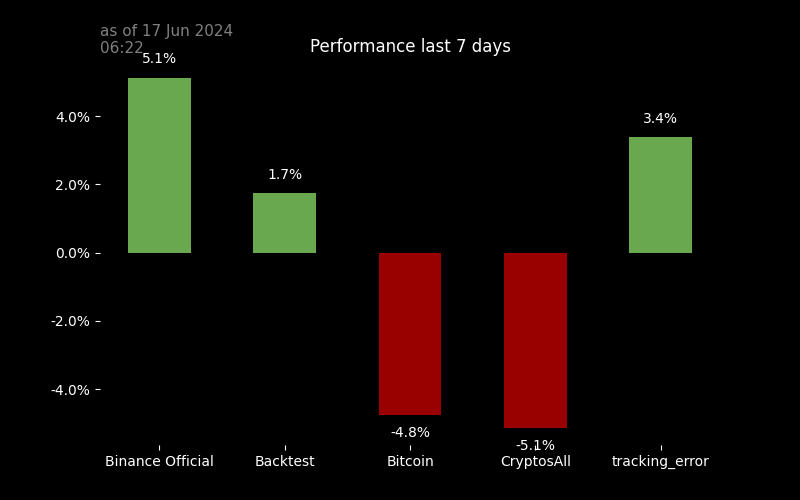 as of 17 Jun 2024
06:22
Performance last 7 days
5.1%
1.7%
3.4%
4.0%
2.0%
0.0%
-2.0%
-4.0%
-4.8%
-5.1%
Binance Official
Backtest
Bitcoin
CryptosAll
tracking_error